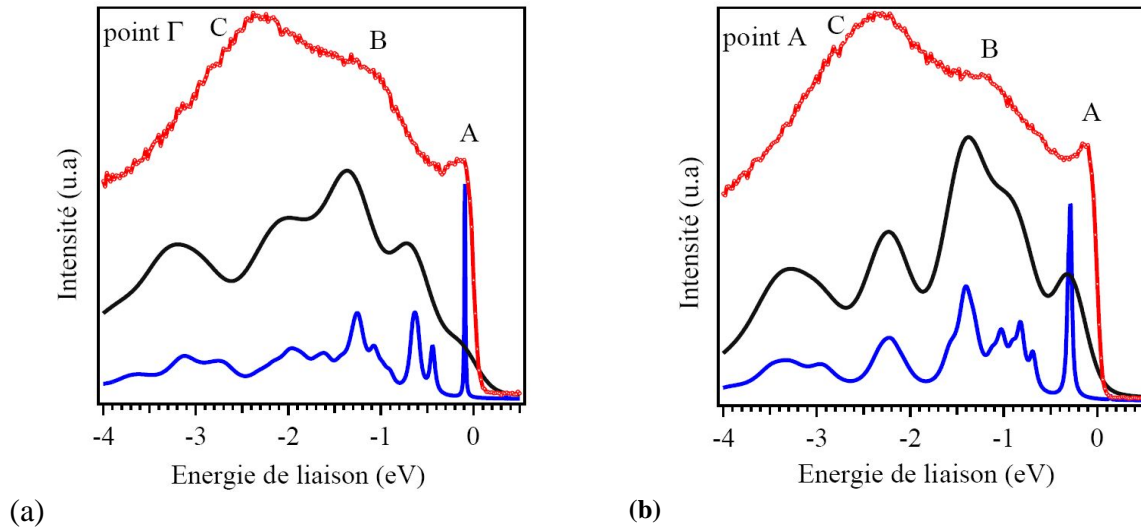 point Γ
C
B
A
Intensité (u.a)
-4
-3
-2
-1
0
Energie de liaison (eV)
(a)
point A
C
B
A
Intensité (u.a)
-4
-3
-2
-1
0
Energie de liaison (eV)
(b)